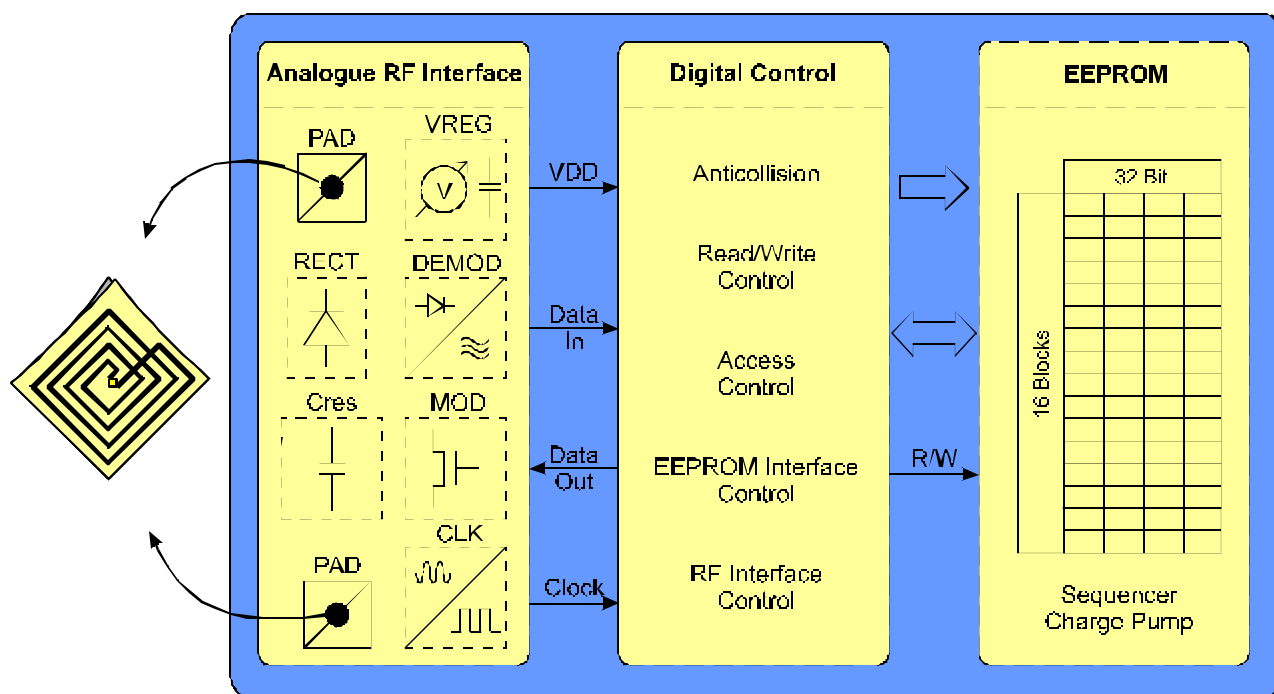 Analogue RF Interface
PAD
VREG
V
RECT
DEMOD
Cres
MOD
PAD
CLK
VDD
Data
In
Data
Out
Clock
Digital Control
Anticollision
Read/Write
Control
Access
Control
EEPROM Interface
Control
RF Interface
Control
R/W
EEPROM
32 Bit
16 Blocks
Sequencer
Charge Pump